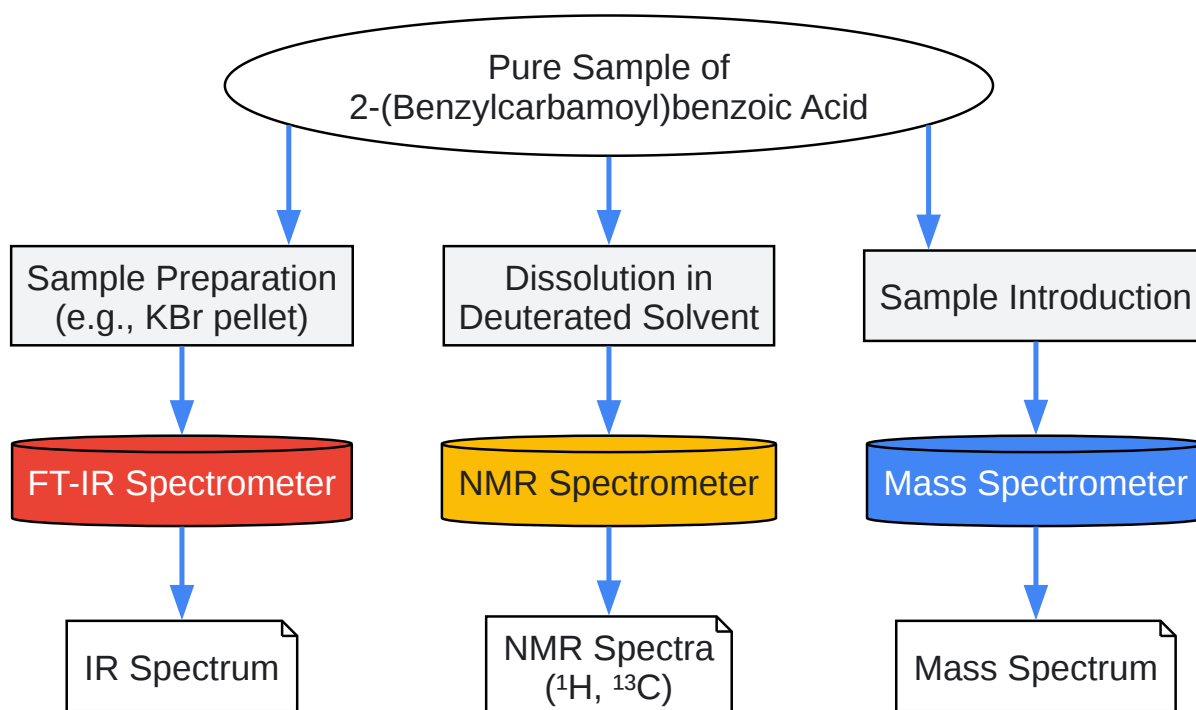 Pure Sample of
2-(Benzylcarbamoyl)benzoic Acid
Sample Preparation
(e.g., KBr pellet)
Dissolution in
Deuterated Solvent
Sample Introduction
FT-IR Spectrometer
NMR Spectrometer
Mass Spectrometer
IR Spectrum
NMR Spectra
(¹H, ¹³C)
Mass Spectrum